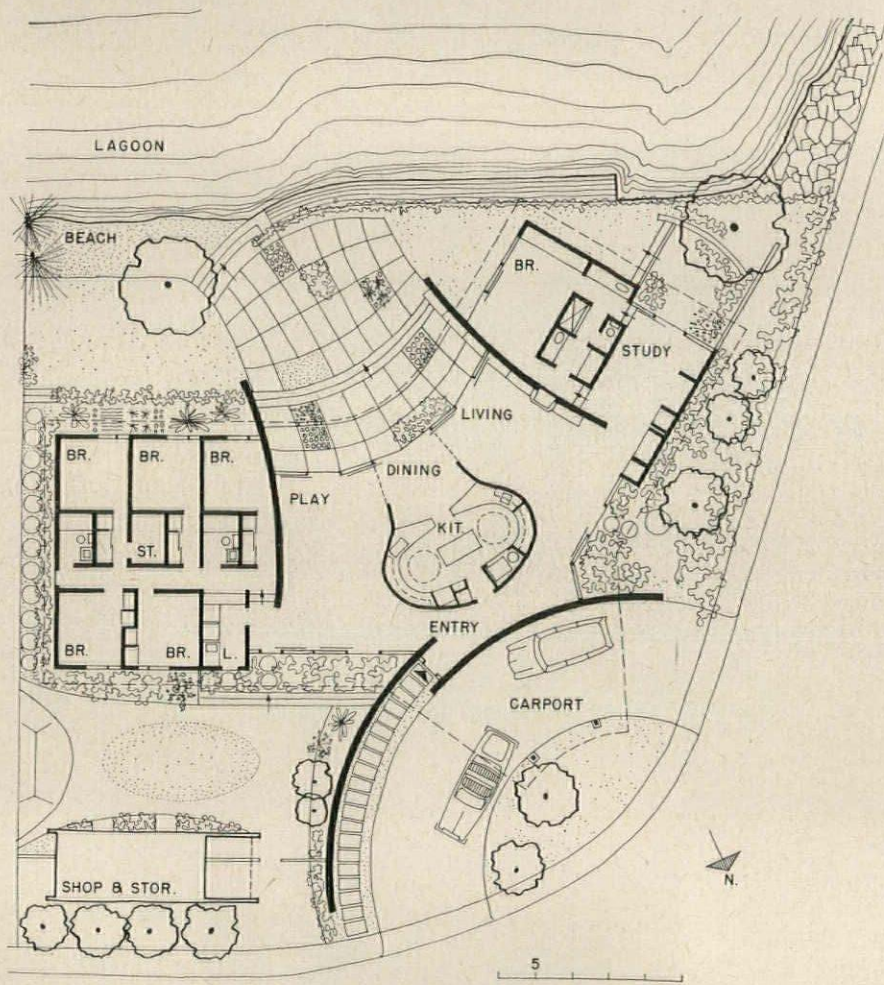 LAGOON
BEACH
BR.
STUDY
LIVING
DINING
BR.
BR.
BR.
PLAY
KIT.
ST.
ENTRY
BR.
BR.
L.
CARPORT
N.
SHOP & STOR.
5